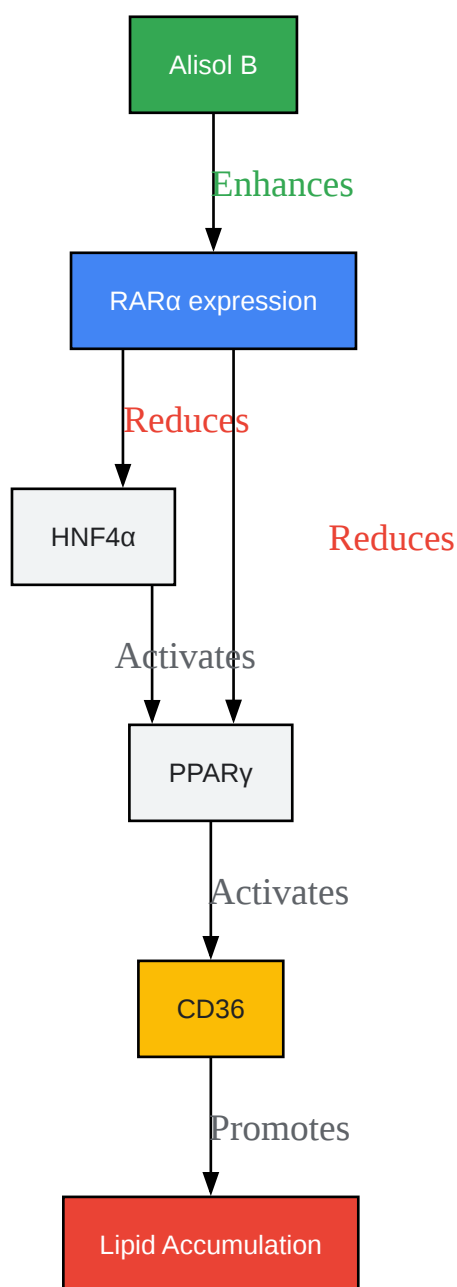 Alisol B
Enhances
RARα expression
Reduces
HNF4α
Reduces
Activates
PPARγ
Activates
CD36
Promotes
Lipid Accumulation